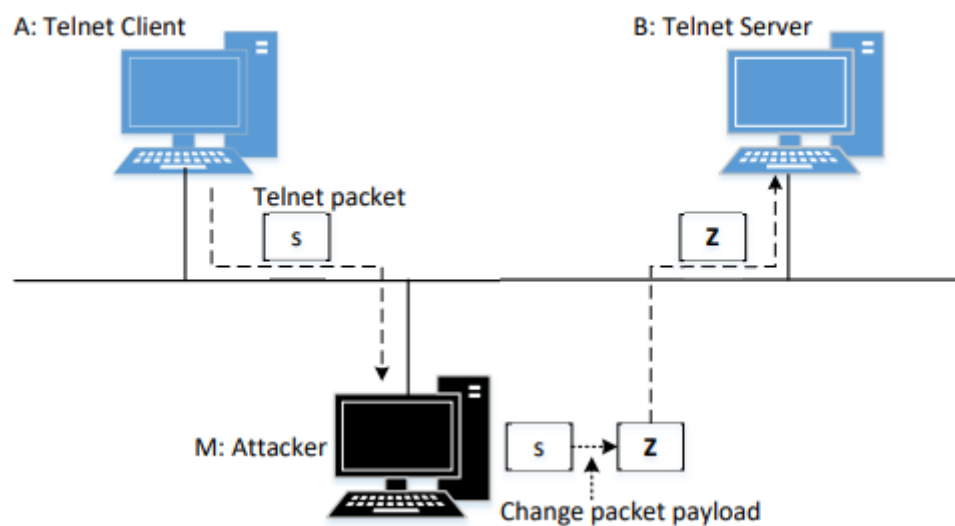 A: Telnet Client
B: Telnet Server
Telnet packet
s
Z
M: Attacker
s
Z
Change packet payload